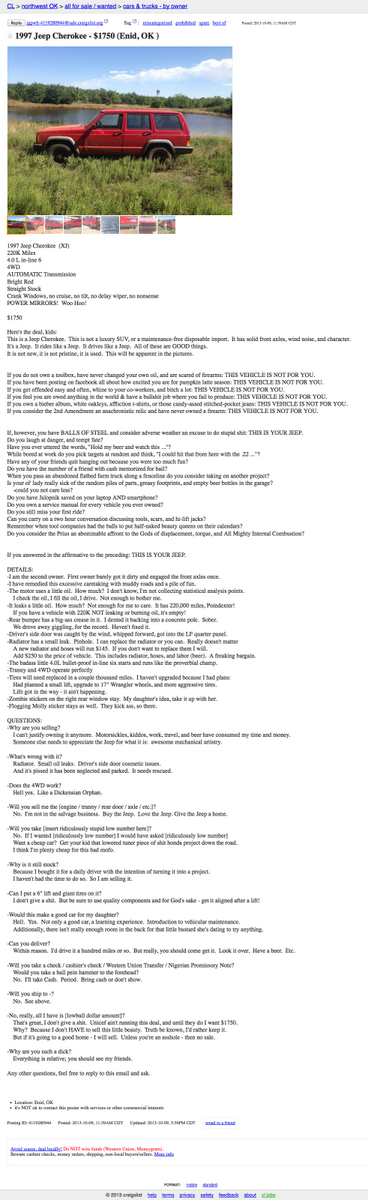 CL > northwest OK > all for sale / wanted > cars & trucks - by owner
Reply
flag
miscategorized prohibited spam best of
Posted: 2013-10-09, 11:39AM CDT
1997 Jeep Cherokee - $1750 (Enid, OK )
1997 Jeep Cherokee (XJ)
220K Miles
4.0 L in-line 6
4WD
AUTOMATIC Transmission
Bright Red
Straight Stock
Crank Windows, no cruise, no tilt, no delay wiper, no nonsense
POWER MIRRORS! Woo Hoo!
$1750
Here's the deal, kids:
This is a Jeep Cherokee. This is not a luxury SUV, or a maintenance-free disposable import. It has solid front axles, wind noise, and character.
It's a Jeep. It rides like a Jeep. It drives like a Jeep. All of these are GOOD things.
It is not new, it is not pristine, it is used. This will be apparent in the pictures.
If you do not own a toolbox, have never changed your own oil, and are scared of firearms: THIS VEHICLE IS NOT FOR YOU.
If you have been posting on facebook all about how excited you are for pumpkin latte season: THIS VEHICLE IS NOT FOR YOU.
If you get offended easy and often, whine to your co-workers, and bitch a lot: THIS VEHICLE IS NOT FOR YOU.
If you feel you are owed anything in the world & have a bullshit job where you fail to produce: THIS VEHICLE IS NOT FOR YOU.
If you own a bieber album, white oakleys, affliction t-shirts, or those candy-assed stitched-pocket jeans: THIS VEHICLE IS NOT FOR YOU.
If you consider the 2nd Amendment an anachronistic relic and have never owned a firearm: THIS VEHICLE IS NOT FOR YOU.
If, however, you have BALLS OF STEEL and consider adverse weather an excuse to do stupid shit: THIS IS YOUR JEEP.
Do you laugh at danger, and tempt fate?
Have you ever uttered the words, "Hold my beer and watch this ..."?
While bored at work do you pick targets at random and think, "I could hit that from here with the .22 ..."?
Have any of your friends quit hanging out because you were too much fun?
Do you have the number of a friend with cash memorized for bail?
When you pass an abandoned flatbed farm truck along a fenceline do you consider taking on another project?
Is your ol' lady really sick of the random piles of parts, greasy footprints, and empty beer bottles in the garage?
-could you not care less?
Do you have Jalopnik saved on your laptop AND smartphone?
Do you own a service manual for every vehicle you ever owned?
Do you still miss your first ride?
Can you carry on a two hour conversation discussing tools, scars, and hi-lift jacks?
Remember when tool companies had the balls to put half-naked beauty queens on their calendars?
Do you consider the Prius an abominable affront to the Gods of displacement, torque, and All Mighty Internal Combustion?
If you answered in the affirmative to the preceding: THIS IS YOUR JEEP.
DETAILS:
-I am the second owner. First owner barely got it dirty and engaged the front axles once.
-I have remedied this excessive caretaking with muddy roads and a pile of fun.
-The motor uses a little oil. How much? I don't know, I'm not collecting statistical analysis points.
I check the oil, I fill the oil, I drive. Not enough to bother me.
-It leaks a little oil. How much? Not enough for me to care. It has 220,000 miles, Poindexter!
If you have a vehicle with 220K NOT leaking or burning oil, it's empty!
-Rear bumper has a big-ass crease in it. I dented it backing into a concrete pole. Sober.
We drove away giggling, for the record. Haven't fixed it.
-Driver's side door was caught by the wind, whipped forward, got into the LF quarter panel.
-Radiator has a small leak. Pinhole. I can replace the radiator or you can. Really doesn't matter
A new radiator and hoses will run $145. If you don't want to replace them I will.
Add $250 to the price of vehicle. This includes radiator, hoses, and labor (beer). A freaking bargain.
-The badass little 4.0L bullet-proof in-line six starts and runs like the proverbial champ.
-Tranny and 4WD operate perfectly
-Tires will need replaced in a couple thousand miles. I haven't upgraded because I had plans:
Had planned a small lift, upgrade to 17" Wrangler wheels, and more aggressive tires.
Life got in the way - it ain't happening.
-Zombie stickers on the right rear window stay. My daughter's idea, take it up with her.
-Flogging Molly sticker stays as well. They kick ass, so there.
QUESTIONS:
-Why are you selling?
I can't justify owning it anymore. Motorsickles, kiddos, work, travel, and beer have consumed my time and money.
Someone else needs to appreciate the Jeep for what it is: awesome mechanical artistry.
-What's wrong with it?
Radiator. Small oil leaks. Driver's side door cosmetic issues.
And it's pissed it has been neglected and parked. It needs rescued.
-Does the 4WD work?
Hell yes. Like a Dickensian Orphan.
-Will you sell me the [engine / tranny / rear door / axle / etc.]?
No. I'm not in the salvage business. Buy the Jeep. Love the Jeep. Give the Jeep a home.
-Will you take [insert ridiculously stupid low number here]?
No. If I wanted [ridiculously low number] I would have asked [ridiculously low number]
Want a cheap car? Get your kid that lowered tuner piece of shit honda project down the road.
I think I'm plenty cheap for this bad mofo.
-Why is it still stock?
Because I bought it for a daily driver with the intention of turning it into a project.
I haven't had the time to do so. So I am selling it.
-Can I put a 6" lift and giant tires on it?
I don't give a shit. But be sure to use quality components and for God's sake - get it aligned after a lift!
-Would this make a good car for my daughter?
Hell. Yes. Not only a good car, a learning experience. Introduction to vehicular maintenance.
Additionally, there isn't really enough room in the back for that little bastard she's dating to try anything.
-Can you deliver?
Within reason. I'd drive it a hundred miles or so. But really, you should come get it. Look it over. Have a beer. Etc.
-Will you take a check / cashier's check / Western Union Transfer / Nigerian Promissory Note?
Would you take a ball pein hammer to the forehead?
No. I'll take Cash. Period. Bring cash or don't show.
-Will you ship to -?
No. See above.
-No, really, all I have is [lowball dollar amount]?
That's great, I don't give a shit. Unicef ain't running this deal, and until they do I want $1750.
Why? Because I don't HAVE to sell this little beauty. Truth be known, I'd rather keep it.
But if it's going to a good home - I will sell. Unless you're an asshole - then no sale.
-Why are you such a dick?
Everything is relative; you should see my friends.
Any other questions, feel free to reply to this email and ask.
Location: Enid, OK
it's NOT ok to contact this poster with services or other commercial interests
Posting ID: 4119280944 Posted: 2013-10-09, 11:39AM CDT Updated: 2013-10-09, 3:56PM CDT email to a friend
Avoid scams, deal locally! Do NOT wire funds (Western Union, Moneygram).
Beware cashier checks, money orders, shipping, non-local buyers/sellers. More info
FORMAT: mobile standard
© 2013 craigslist help terms privacy safety feedback about cl jobs